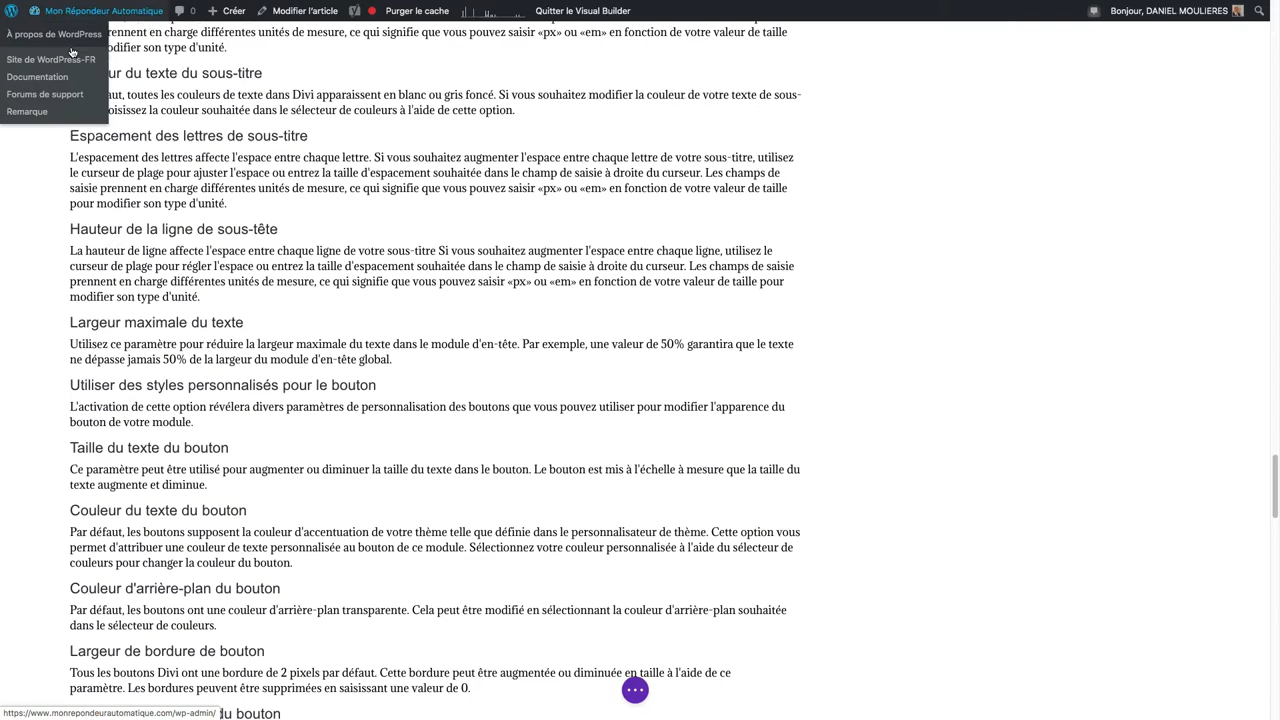 Mon Répondeur Automatique 0 Créer Modifier l'article Purger le cache Quitter le Visual Builder Bonjour, DANIEL MOULIERES
À propos de WordPress
Site de WordPress-FR
Documentation
Forums de support
Remarque
prennent en charge différentes unités de mesure, ce qui signifie que vous pouvez saisir «px» ou «em» en fonction de votre valeur de taille
odifier son type d'unité.
ur du texte du sous-titre
aut, toutes les couleurs de texte dans Divi apparaissent en blanc ou gris foncé. Si vous souhaitez modifier la couleur de votre texte de sous-
oisissez la couleur souhaitée dans le sélecteur de couleurs à l'aide de cette option.
Espacement des lettres de sous-titre
L'espacement des lettres affecte l'espace entre chaque lettre. Si vous souhaitez augmenter l'espace entre chaque lettre de votre sous-titre, utilisez
le curseur de plage pour ajuster l'espace ou entrez la taille d'espacement souhaitée dans le champ de saisie à droite du curseur. Les champs de
saisie prennent en charge différentes unités de mesure, ce qui signifie que vous pouvez saisir «px» ou «em» en fonction de votre valeur de taille
pour modifier son type d'unité.
Hauteur de la ligne de sous-tête
La hauteur de ligne affecte l'espace entre chaque ligne de votre sous-titre Si vous souhaitez augmenter l'espace entre chaque ligne, utilisez le
curseur de plage pour régler l'espace ou entrez la taille d'espacement souhaitée dans le champ de saisie à droite du curseur. Les champs de saisie
prennent en charge différentes unités de mesure, ce qui signifie que vous pouvez saisir «px» ou «em» en fonction de votre valeur de taille pour
modifier son type d'unité.
Largeur maximale du texte
Utilisez ce paramètre pour réduire la largeur maximale du texte dans le module d'en-tête. Par exemple, une valeur de 50% garantira que le texte
ne dépasse jamais 50% de la largeur du module d'en-tête global.
Utiliser des styles personnalisés pour le bouton
L'activation de cette option révélera divers paramètres de personnalisation des boutons que vous pouvez utiliser pour modifier l'apparence du
bouton de votre module.
Taille du texte du bouton
Ce paramètre peut être utilisé pour augmenter ou diminuer la taille du texte dans le bouton. Le bouton est mis à l'échelle à mesure que la taille du
texte augmente et diminue.
Couleur du texte du bouton
Par défaut, les boutons supposent la couleur d'accentuation de votre thème telle que définie dans le personnalisateur de thème. Cette option vous
permet d'attribuer une couleur de texte personnalisée au bouton de ce module. Sélectionnez votre couleur personnalisée à l'aide du sélecteur de
couleurs pour changer la couleur du bouton.
Couleur d'arrière-plan du bouton
Par défaut, les boutons ont une couleur d'arrière-plan transparente. Cela peut être modifié en sélectionnant la couleur d'arrière-plan souhaitée
dans le sélecteur de couleurs.
Largeur de bordure de bouton
Tous les boutons Divi ont une bordure de 2 pixels par défaut. Cette bordure peut être augmentée ou diminuée en taille à l'aide de ce
paramètre. Les bordures peuvent être supprimées en saisissant une valeur de 0.
https://www.monrepondeurautomatique.com/wp-admin/ du bouton